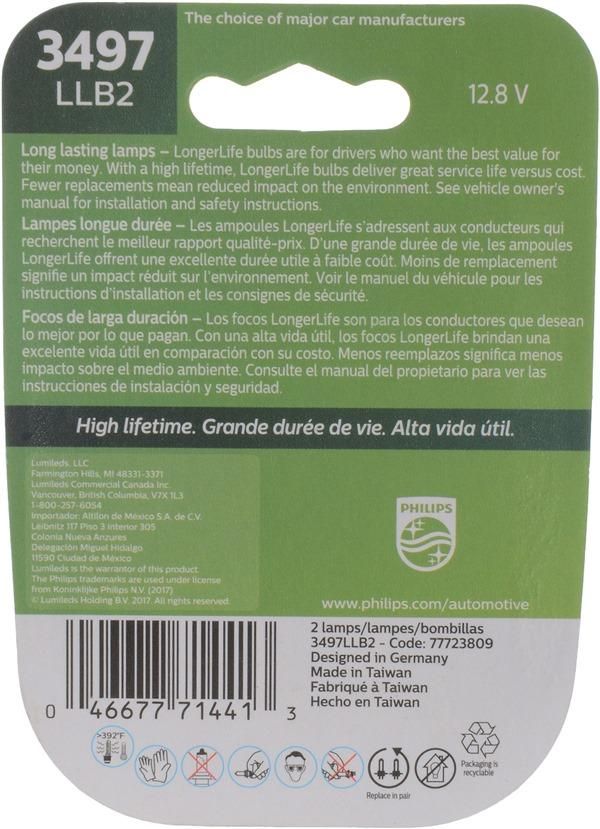 The choice of major car manufacturers
3497
LLB2
12.8 V
Long lasting lamps – LongerLife bulbs are for drivers who want the best value for
their money. With a high lifetime, LongerLife bulbs deliver great service life versus cost.
Fewer replacements mean reduced impact on the environment. See vehicle owner's
manual for installation and safety instructions.
Lampes longue durée – Les ampoules LongerLife s'adressent aux conducteurs qui
recherchent le meilleur rapport qualité-prix. D'une grande durée de vie, les ampoules
LongerLife offrent une excellente durée utile à faible coût. Moins de remplacement
signifie un impact réduit sur l'environnement. Voir le manuel du véhicule pour les
instructions d'installation et les consignes de sécurité.
Focos de larga duración – Los focos LongerLife son para los conductores que desean
lo mejor por lo que pagan. Con una alta vida útil, los focos LongerLife brindan una
excelente vida útil en comparación con su costo. Menos reemplazos significa menos
impacto sobre el medio ambiente. Consulte el manual del propietario para ver las
instrucciones de instalación y seguridad.
High lifetime. Grande durée de vie. Alta vida útil.
Lumileds, LLC
Farmington Hills, MI 48331-3371
Lumileds Commercial Canada Inc.
Vancouver, British Columbia, V7X 1L3
1-800-257-6054
Importador: Altilon de México S.A. de C.V.
Leibnitz 117 Piso 3 Interior 305
Colonia Nueva Anzures
Delegación Miguel Hidalgo
11590 Ciudad de México
Lumileds is the warrantor of this product
The Philips trademarks are used under license
from Koninklijke Philips N.V. (2017)
© Lumileds Holding B.V. 2017. All rights reserved.
PHILIPS
www.philips.com/automotive
2 lamps/lampes/bombillas
3497LLB2 - Code: 77723809
Designed in Germany
Made in Taiwan
Fabriqué à Taiwan
Hecho en Taiwan
0 46677 71441 3
>392°F
Replace in pair
Packaging is
recyclable